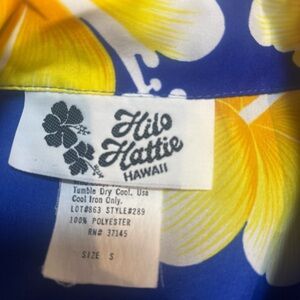 Hilo
Hattie
HAWAII
Tumble Dry Cool. Use
Cool Iron Only.
LOT#863 STYLE#289
100% POLYESTER
RN# 37145
SIZE S